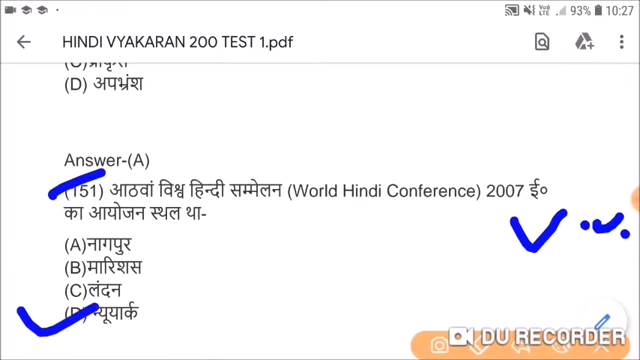 93% 10:27
HINDI VYAKARAN 200 TEST 1.pdf
(C)प्राकृत
(D) अपभ्रंश
Answer-(A)
(151) आठवां विश्व हिन्दी सम्मेलन (World Hindi Conference) 2007 ई०
का आयोजन स्थल था-
(A)नागपुर
(B)मारिशस
(C)लंदन
(D) न्यूयार्क
DU RECORDER